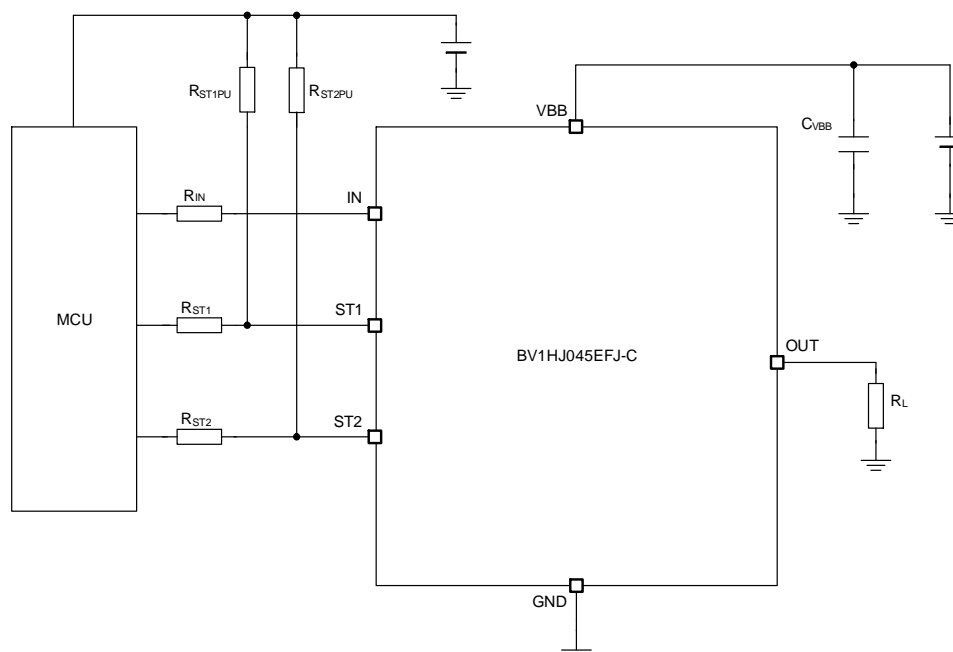 RST1PU
RST2PU
VBB
CVBB
RIN
IN
MCU
RST1
ST1
BV1HJ045EFJ-C
OUT
RL
RST2
ST2
GND